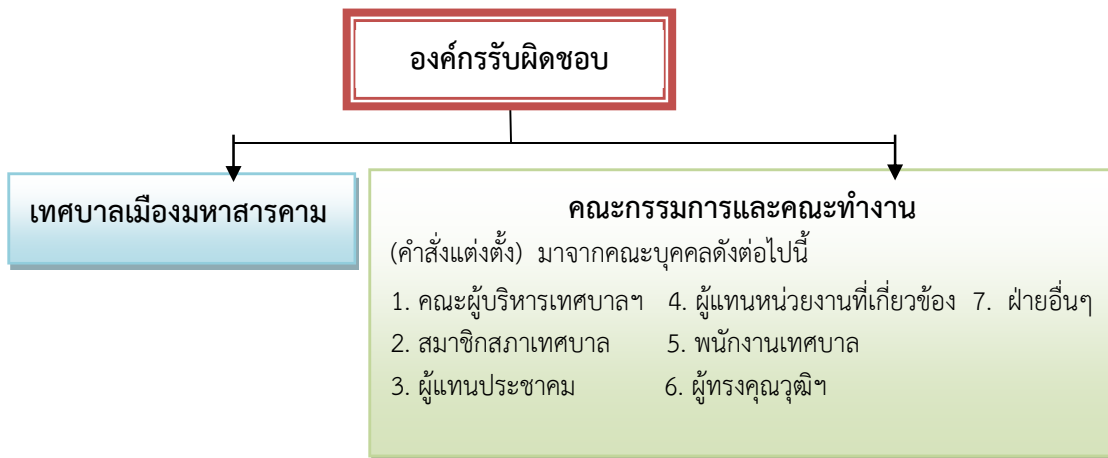 องค์กรรับผิดชอบ
เทศบาลเมืองมหาสารคาม
คณะกรรมการและคณะทำงาน
(คำสั่งแต่งตั้ง) มาจากคณะบุคคลดังต่อไปนี้
1. คณะผู้บริหารเทศบาลฯ 4. ผู้แทนหน่วยงานที่เกี่ยวข้อง 7. ฝ่ายอื่นๆ
2. สมาชิกสภาเทศบาล 5. พนักงานเทศบาล
3. ผู้แทนประชาคม 6. ผู้ทรงคุณวุฒิฯ